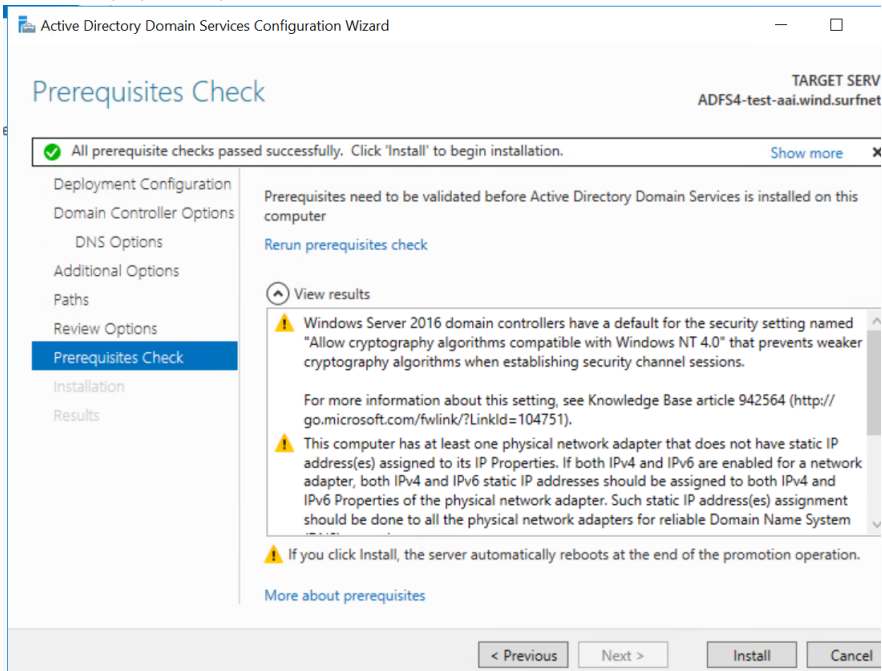 Active Directory Domain Services Configuration Wizard
Prerequisites Check
TARGET SERV
ADFS4-test-aai.wind.surfnet
All prerequisite checks passed successfully. Click 'Install' to begin installation.
Show more
Deployment Configuration
Domain Controller Options
DNS Options
Additional Options
Paths
Review Options
Prerequisites Check
Installation
Results
Prerequisites need to be validated before Active Directory Domain Services is installed on this
computer
Rerun prerequisites check
View results
Windows Server 2016 domain controllers have a default for the security setting named
"Allow cryptography algorithms compatible with Windows NT 4.0" that prevents weaker
cryptography algorithms when establishing security channel sessions.
For more information about this setting, see Knowledge Base article 942564 (http://
go.microsoft.com/fwlink/?LinkId=104751).
This computer has at least one physical network adapter that does not have static IP
address(es) assigned to its IP Properties. If both IPv4 and IPv6 are enabled for a network
adapter, both IPv4 and IPv6 static IP addresses should be assigned to both IPv4 and
IPv6 Properties of the physical network adapter. Such static IP address(es) assignment
should be done to all the physical network adapters for reliable Domain Name System
If you click Install, the server automatically reboots at the end of the promotion operation.
More about prerequisites
< Previous
Next >
Install
Cancel